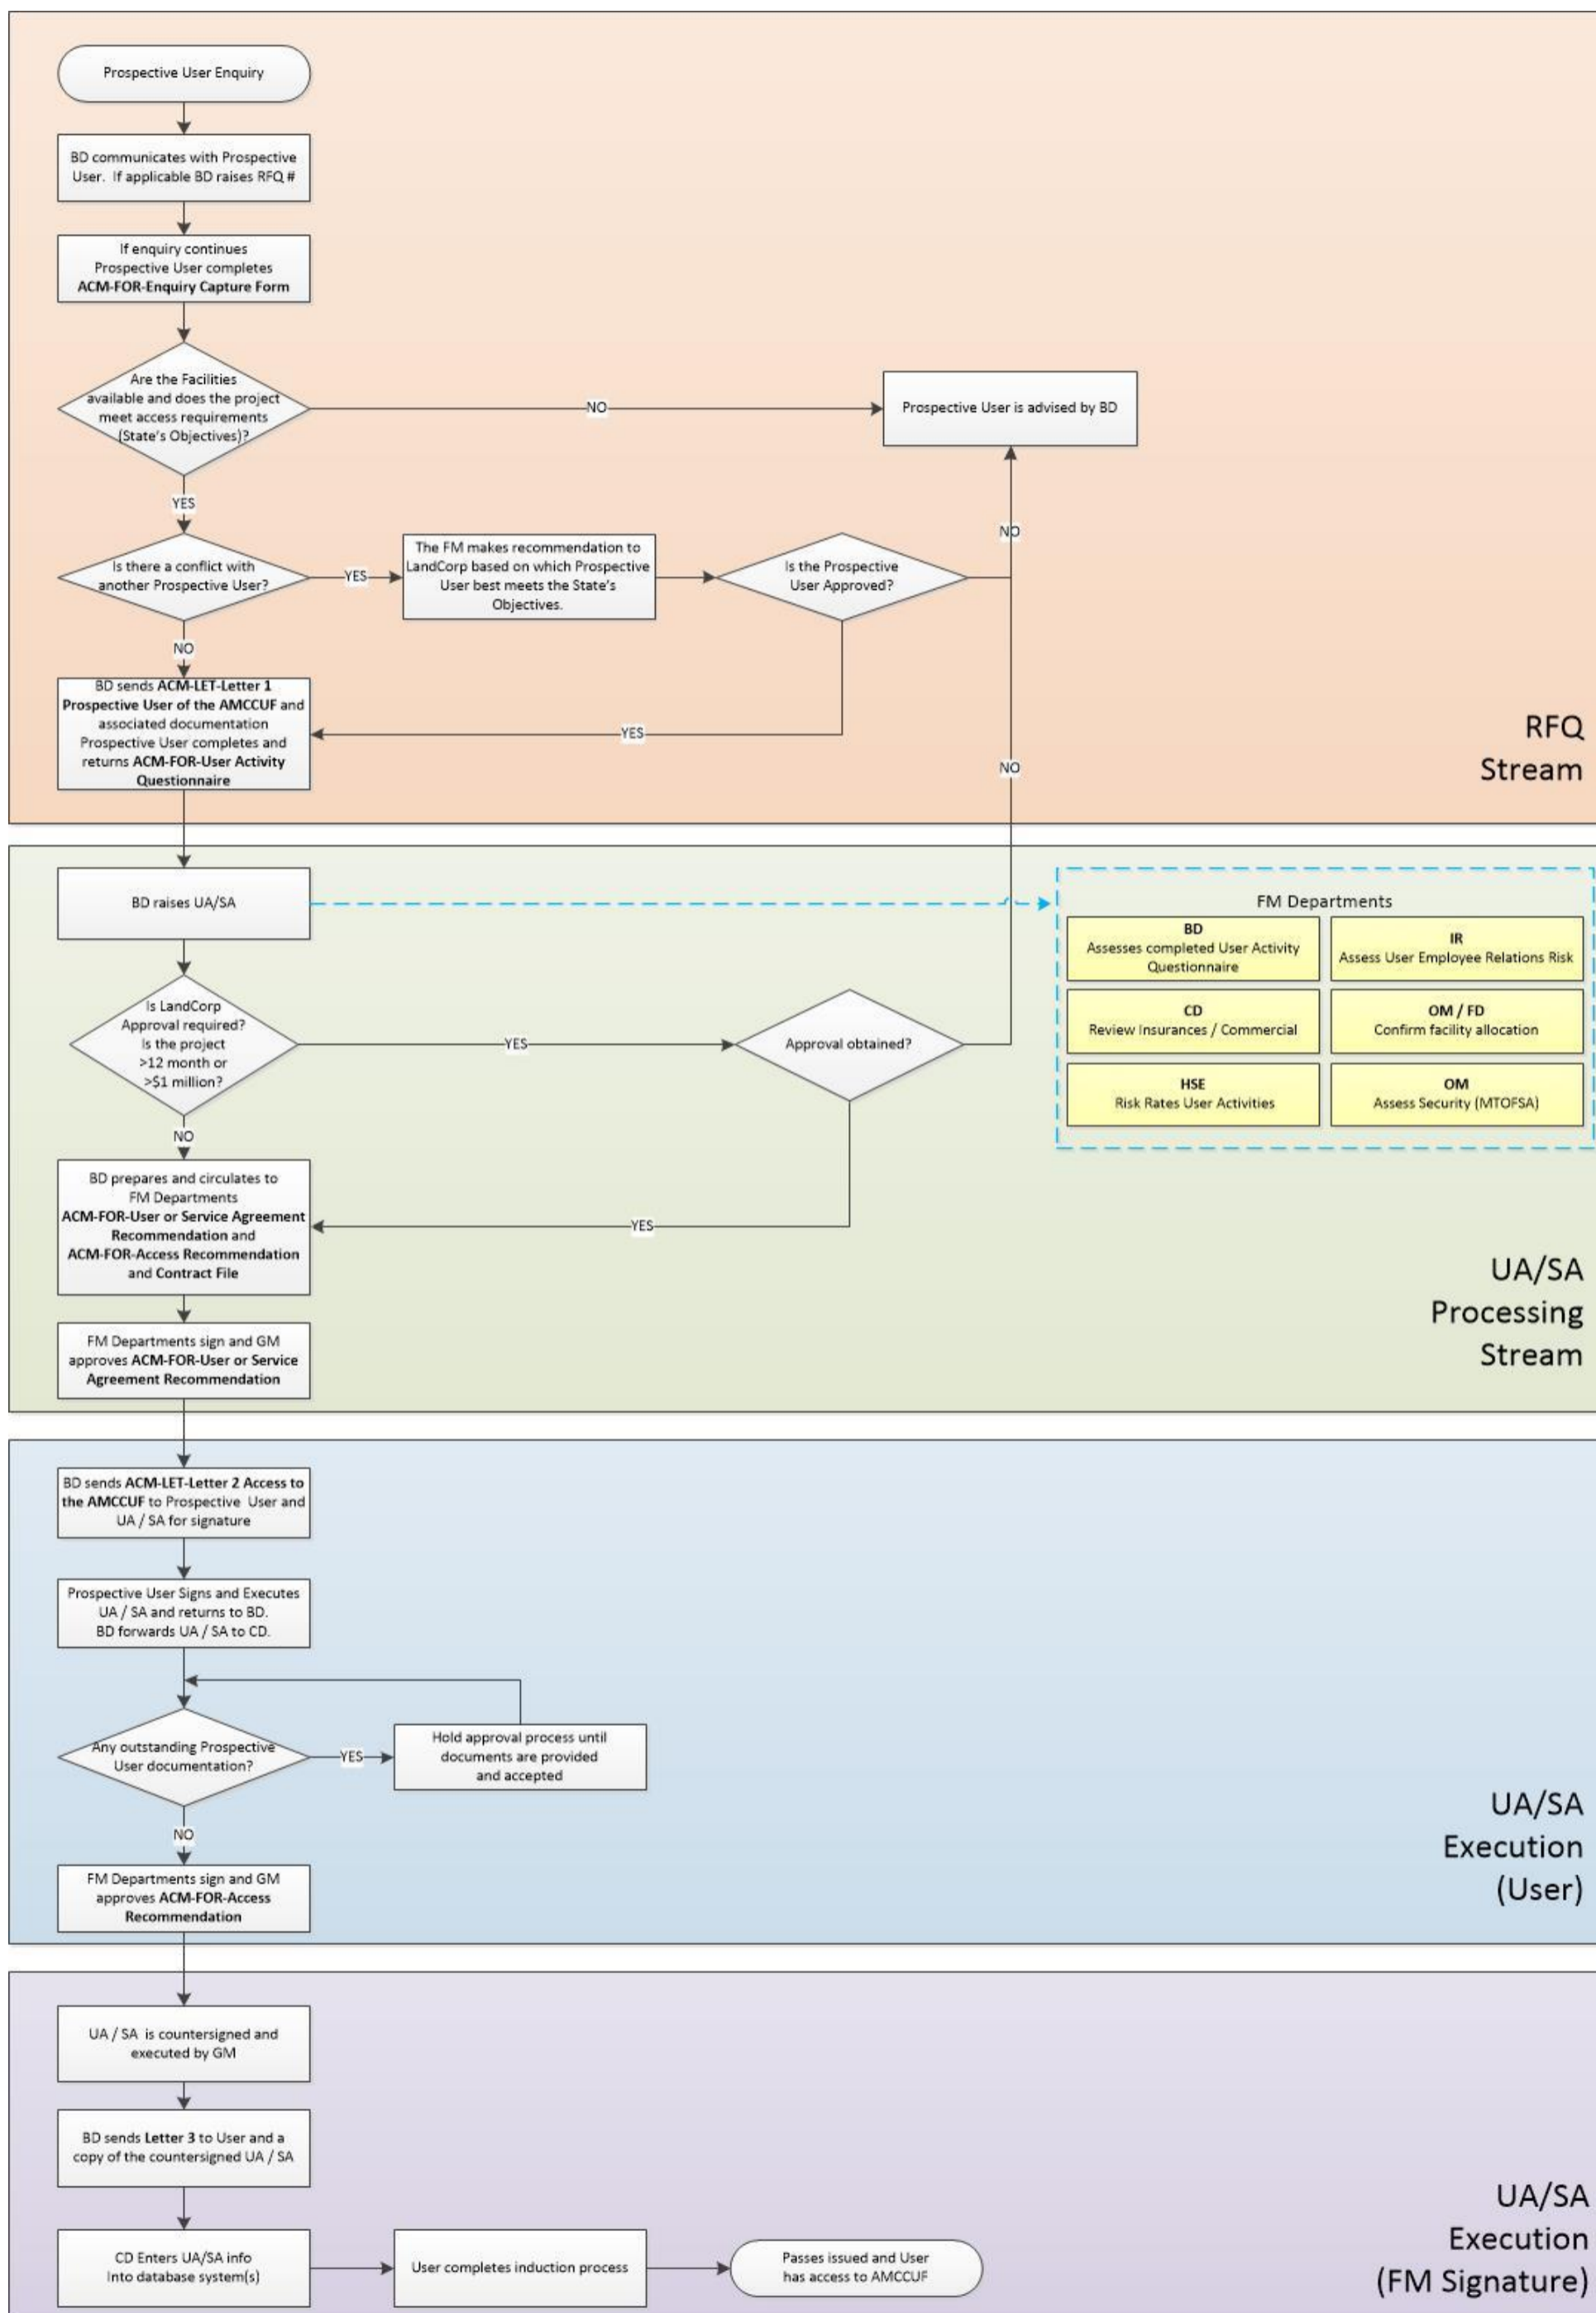 Prospective User Enquiry
BD communicates with Prospective
User.  If applicable BD raises RFQ #
If enquiry continues
Prospective User completes
ACM-FOR-Enquiry Capture Form
Are the Facilities
available and does the project
meet access requirements
(State's Objectives)?
NO
Prospective User is advised by BD
YES
Is there a conflict with
another Prospective User?
YES
The FM makes recommendation to
LandCorp based on which Prospective
User best meets the State's
Objectives.
Is the Prospective
User Approved?
NO
NO
BD sends ACM-LET-Letter 1
Prospective User of the AMCCUF and
associated documentation
Prospective User completes and
returns ACM-FOR-User Activity
Questionnaire
YES
NO
RFQ
Stream
BD raises UA/SA
FM Departments
BD
Assesses completed User Activity
Questionnaire
IR
Assess User Employee Relations Risk
CD
Review Insurances / Commercial
OM / FD
Confirm facility allocation
HSE
Risk Rates User Activities
OM
Assess Security (MTOFSA)
Is LandCorp
Approval required?
Is the project
>12 month or
>$1 million?
YES
Approval obtained?
NO
BD prepares and circulates to
FM Departments
ACM-FOR-User or Service Agreement
Recommendation and
ACM-FOR-Access Recommendation
and Contract File
YES
FM Departments sign and GM
approves ACM-FOR-User or Service
Agreement Recommendation
UA/SA
Processing
Stream
BD sends ACM-LET-Letter 2 Access to
the AMCCUF to Prospective  User and
UA / SA for signature
Prospective User Signs and Executes
UA / SA and returns to BD.
BD forwards UA / SA to CD.
Any outstanding Prospective
User documentation?
YES
Hold approval process until
documents are provided
and accepted
NO
FM Departments sign and GM
approves ACM-FOR-Access
Recommendation
UA/SA
Execution
(User)
UA / SA  is countersigned and
executed by GM
BD sends Letter 3 to User and a
copy of the countersigned UA / SA
CD Enters UA/SA info
Into database system(s)
User completes induction process
Passes issued and User
has access to AMCCUF
UA/SA
Execution
(FM Signature)